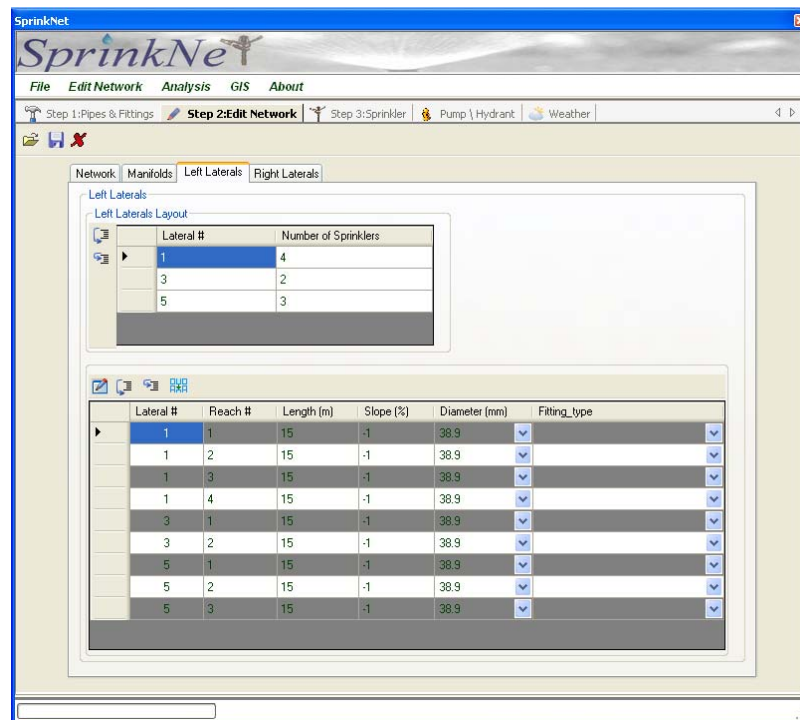 SprinkNet
SprinkNet
File Edit Network Analysis GIS About
Step 1:Pipes & Fittings Step 2:Edit Network Step 3:Sprinkler Pump \ Hydrant Weather
Network Manifolds Left Laterals Right Laterals
Left Laterals
Left Laterals Layout
Lateral # Number of Sprinklers
1 4
3 2
5 3
Lateral # Reach # Length (m) Slope (%) Diameter (mm) Fitting_type
1 1 15 -1 38.9
1 2 15 -1 38.9
1 3 15 -1 38.9
1 4 15 -1 38.9
3 1 15 -1 38.9
3 2 15 -1 38.9
5 1 15 -1 38.9
5 2 15 -1 38.9
5 3 15 -1 38.9